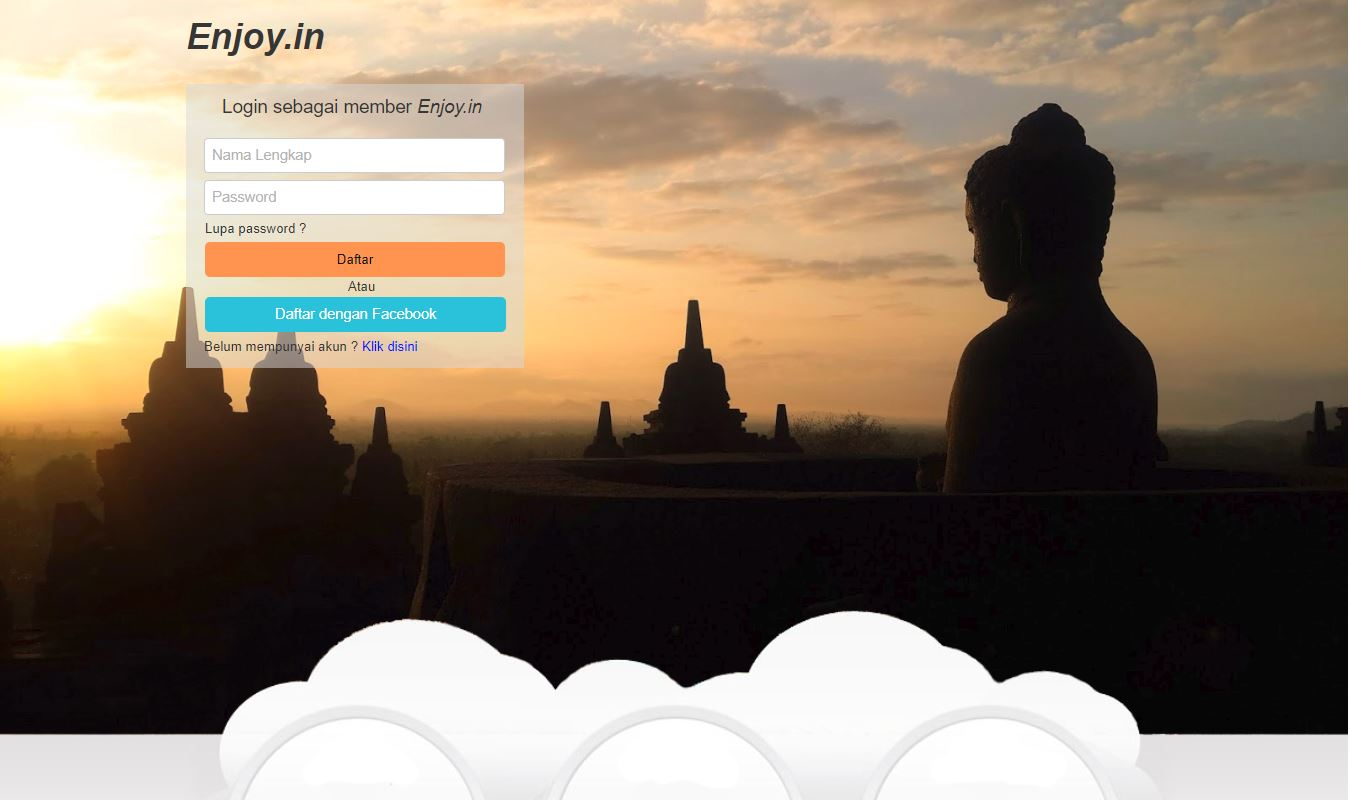 Enjoy.in
Login sebagai member Enjoy.in
Nama Lengkap
Password
Lupa password ?
Daftar
Atau
Daftar dengan Facebook
Belum mempunyai akun ? Klik disini